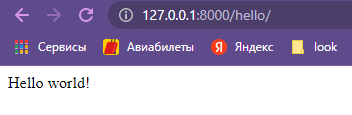 127.0.0.1:8000/hello/
Сервисы Авиабилеты Я Яндекс look
Hello world!